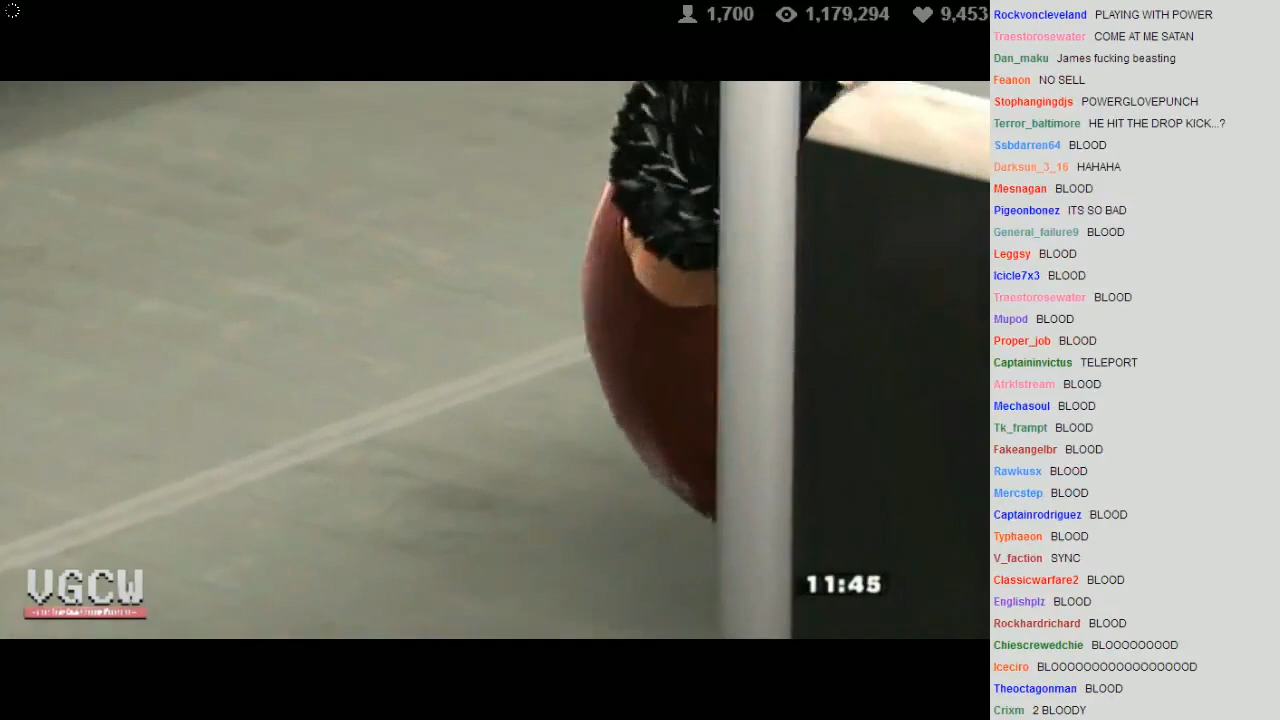 1,700 1,179,294 9,453
Rockvoncleveland PLAYING WITH POWER
Traestorosewater COME AT ME SATAN
Dan_maku James fucking beasting
Feanon NO SELL
Stophangingdjs POWERGLOVEPUNCH
Terror_baltimore HE HIT THE DROP KICK...?
Ssbdarren64 BLOOD
Darksun_3_16 HAHAHA
Mesnagan BLOOD
Pigeonbonez ITS SO BAD
General_failure9 BLOOD
Leggsy BLOOD
Icicle7x3 BLOOD
Traestorosewater BLOOD
Mupod BLOOD
Proper_job BLOOD
Captaininvictus TELEPORT
Afrklstream BLOOD
Mechasoul BLOOD
Tk_frampt BLOOD
Fakeangelbr BLOOD
Rawkusx BLOOD
Mercstep BLOOD
Captainrodriguez BLOOD
Typhaeon BLOOD
V_faction SYNC
Classicwarfare2 BLOOD
Englishplz BLOOD
Rockhardrichard BLOOD
Chiescrewedchie BLOOOOOOOOD
Iceciro BLOOOOOOOOOOOOOOOOOD
Theoctagonman BLOOD
Crixm 2 BLOODY
VGCW
11:45